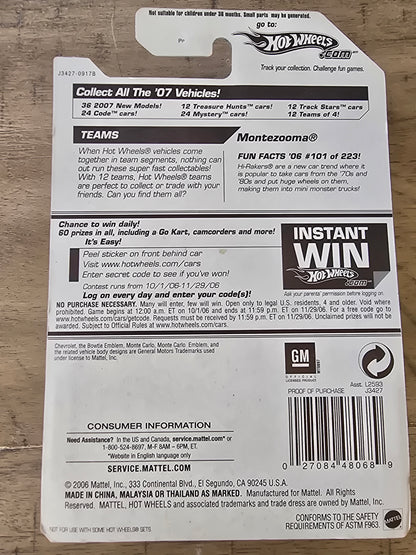 Not suitable for children under 36 months. Small parts may be generated.
go to:
Hot Wheels
.com
Track your collection. Challenge fun games.
J3427-0917B
Collect All The '07 Vehicles!
36 2007 New Models! 12 Treasure Hunts™ cars! 12 Track Stars™ cars
24 Code™ cars! 24 Mystery™ cars! 12 Teams of 4!
TEAMS
When Hot Wheels® vehicles come
together in team segments, nothing can
out run these super fast collectables!
With 12 teams, Hot Wheels® teams
are perfect to collect or trade with your
friends. Can you find them all?
Montezooma®
FUN FACTS '06 #101 of 223!
Hi-Rakers® are a new car trend where it
is popular to take cars from the '70s and
'80s and put huge wheels on them,
making them into mini monster trucks!
Chance to win daily!
60 prizes in all, including a Go Kart, camcorders and more!
It's Easy!
Peel sticker on front behind car
Visit www.hotwheels.com/cars
Enter secret code to see if you've won!
Contest runs from 10/1/06-11/29/06
Log on every day and enter your code(s)!
INSTANT
WIN
Hot Wheels
.com
Ask your parents' permission before logging on.
NO PURCHASE NECESSARY. Many will enter, few will win. Open only to legal U.S. residents, 4 and older. Void where
prohibited. Game begins at 12:00 a.m. ET on 10/1/06 and ends at 11:59 p.m. ET on 11/29/06. For a free code go to
www.hotwheels.com/cars/getcode. Requests must be received by 11:59 p.m. ET on 11/29/06. Unclaimed prizes will not be
awarded. Subject to Official Rules at www.hotwheels.com/cars.
Chevrolet, the Bowtie Emblem, Monte Carlo, Monte Carlo Emblem, and
the related vehicle body designs are General Motors Trademarks used
under license to Mattel, Inc.
GM
OFFICIAL
LICENSED PRODUCT
PROOF OF PURCHASE
Asst. L2593
J3427
CONSUMER INFORMATION
Need Assistance? In the US and Canada, service.mattel.com* or
1-800-524-8697, M-F 8AM – 6PM, ET.
*Website in English language only
SERVICE.MATTEL.COM
0 27084 48068 9
© 2006 Mattel, Inc., 333 Continental Blvd., El Segundo, CA 90245 U.S.A.
MADE IN CHINA, MALAYSIA OR THAILAND AS MARKED. Manufactured for Mattel. All Rights
Reserved. MATTEL, HOT WHEELS and associated trademarks and trade dress are owned by Mattel, Inc.
NOT FOR USE WITH SOME HOT WHEELS® SETS.
CONFORMS TO THE SAFETY
REQUIREMENTS OF ASTM F963.
MATTEL